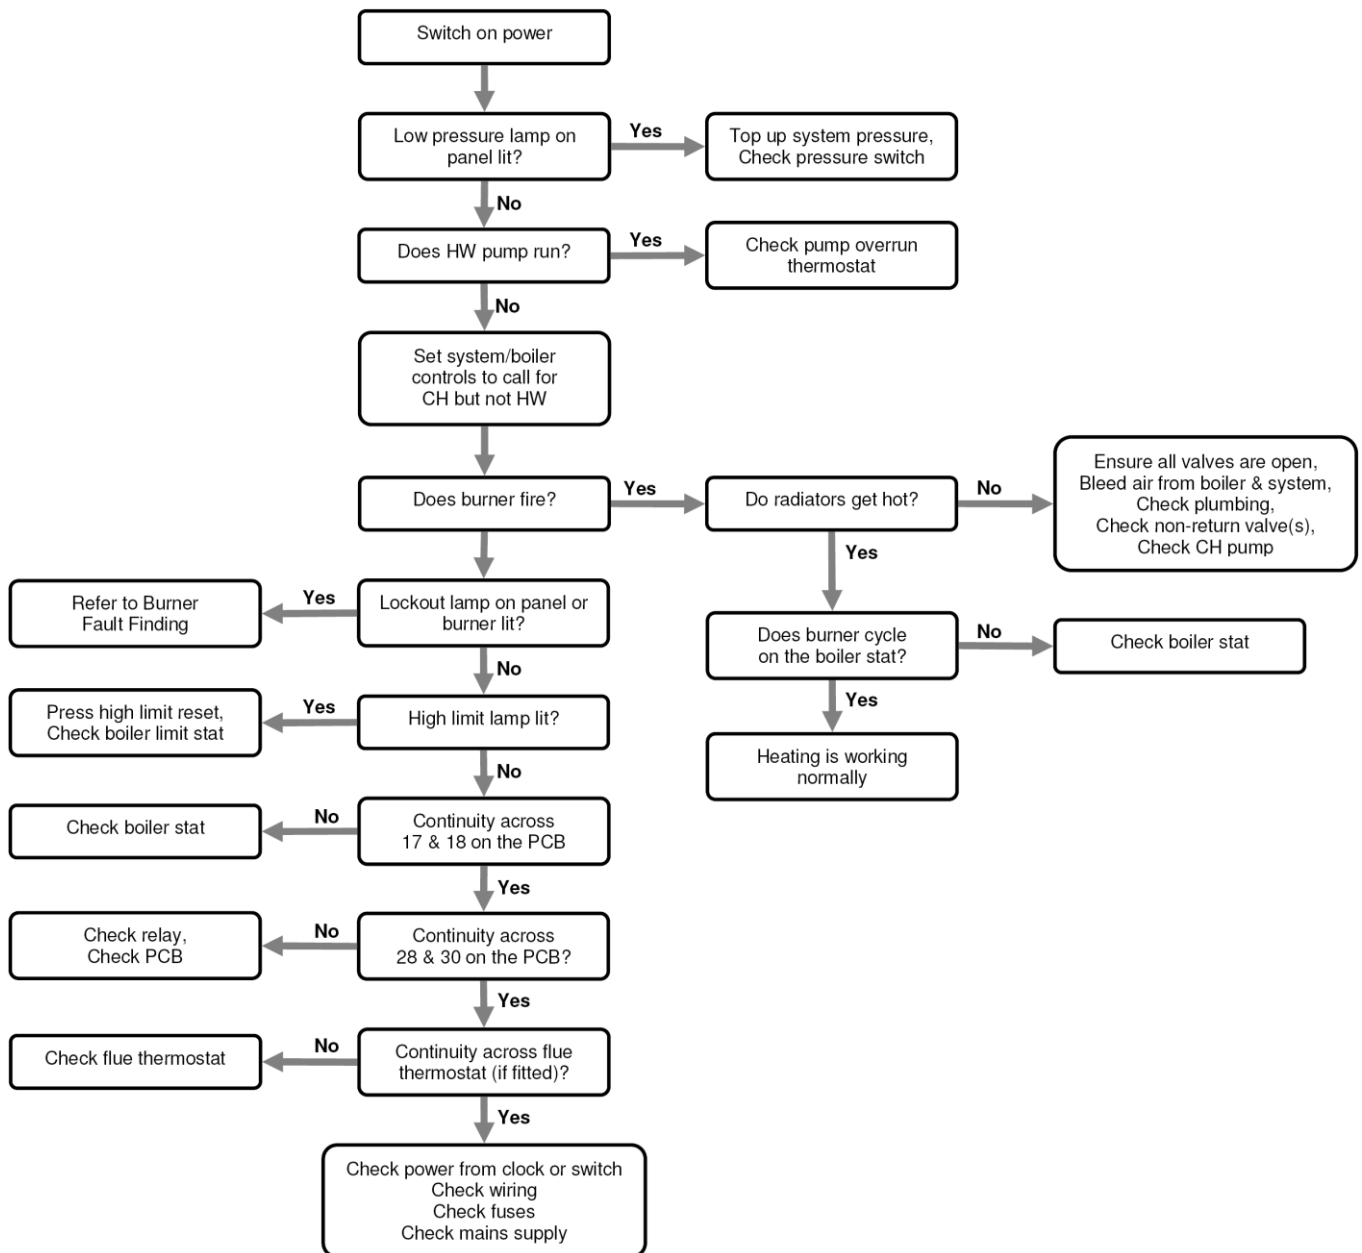 Switch on power
Low pressure lamp on
panel lit?
Yes
Top up system pressure,
Check pressure switch
No
Does HW pump run?
Yes
Check pump overrun
thermostat
No
Set system/boiler
controls to call for
CH but not HW
Does burner fire?
Yes
Do radiators get hot?
No
Ensure all valves are open,
Bleed air from boiler & system,
Check plumbing,
Check non-return valve(s),
Check CH pump
Yes
Refer to Burner
Fault Finding
Yes
Lockout lamp on panel or
burner lit?
Does burner cycle
on the boiler stat?
No
Check boiler stat
No
Yes
Press high limit reset,
Check boiler limit stat
Yes
High limit lamp lit?
Heating is working
normally
No
Check boiler stat
No
Continuity across
17 & 18 on the PCB
Yes
Check relay,
Check PCB
No
Continuity across
28 & 30 on the PCB?
Yes
Check flue thermostat
No
Continuity across flue
thermostat (if fitted)?
Yes
Check power from clock or switch
Check wiring
Check fuses
Check mains supply